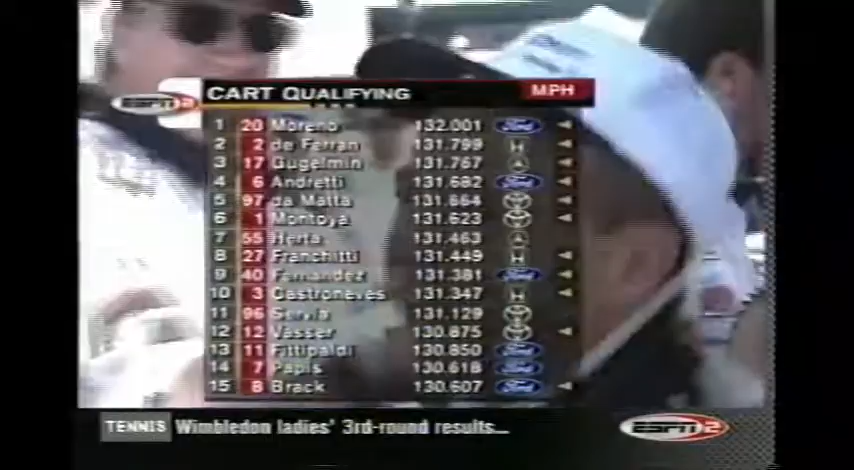 CART QUALIFYING MPH
ESPN2
1 20 Moreno 132.001 Ford
2 2 de Ferran 131.799
3 17 Gugelmin 131.767
4 6 Andretti 131.682 Ford
5 97 da Matta 131.664
6 1 Montoya 131.623
7 55 Herta 131.463
8 27 Franchitti 131.449
9 40 Fernandez 131.381 Ford
10 3 Castroneves 131.347
11 96 Servia 131.129
12 12 Vasser 130.875
13 11 Fittipaldi 130.850 Ford
14 7 Papis 130.618 Ford
15 8 Brack 130.607 Ford
TENNIS Wimbledon ladies' 3rd-round results... ESPN2